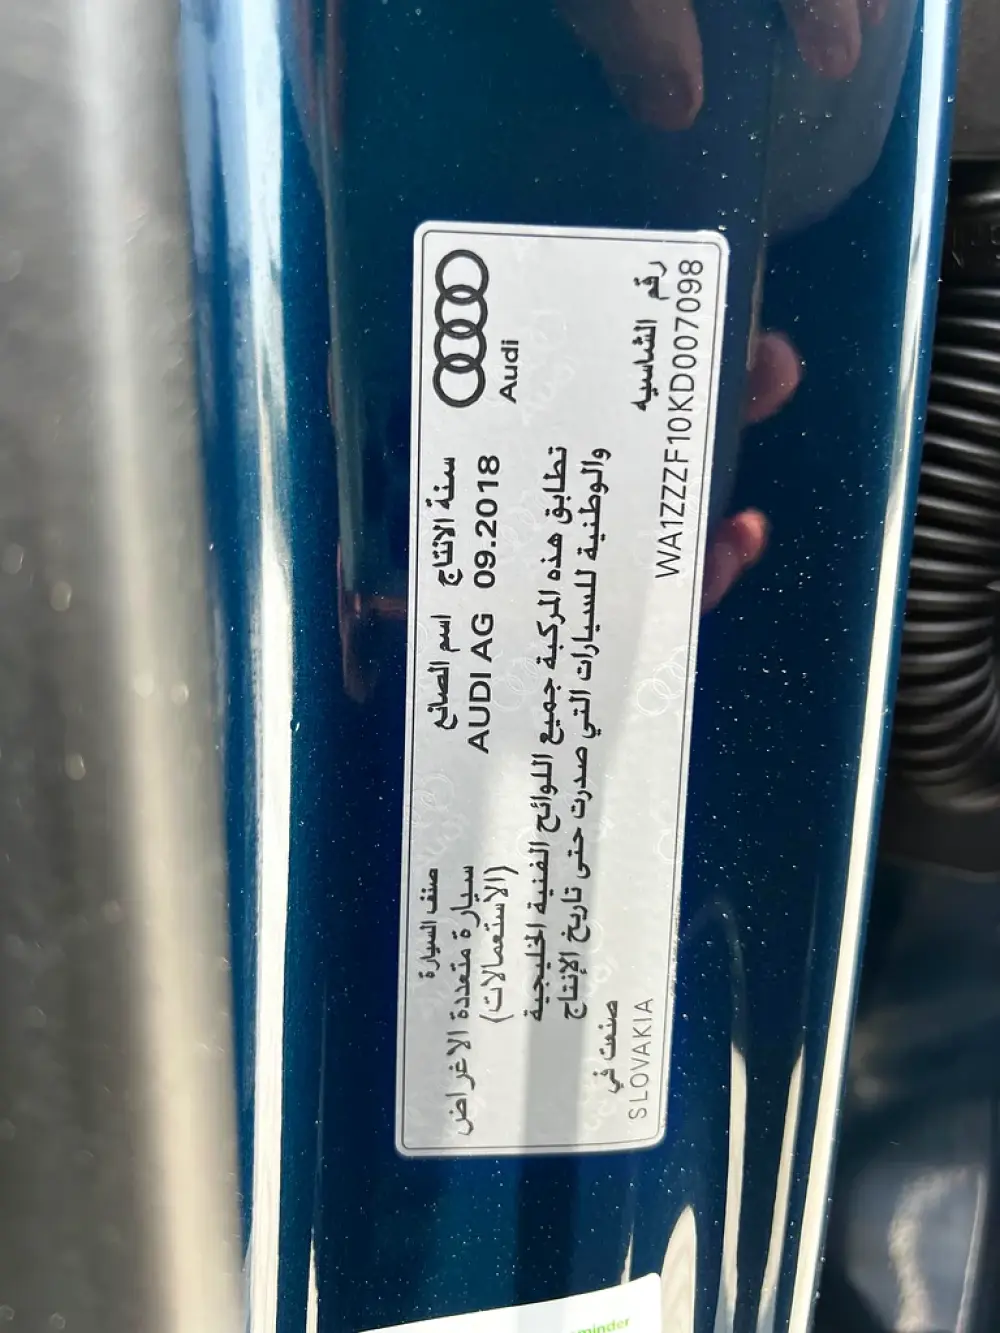 Audi
سنة الانتاج
09.2018
اسم الصانع
AUDI AG
صنف السيارة
سيارة متعددة الاغراض
(الاستعمالات)
تطابق هذه المركبة جميع اللوائح الفنية الخليجية
والوطنية للسيارات التي صدرت حتى تاريخ الإنتاج
رقم الشاسيه
WA1ZZZF10KD007098
صنعت في
SLOVAKIA